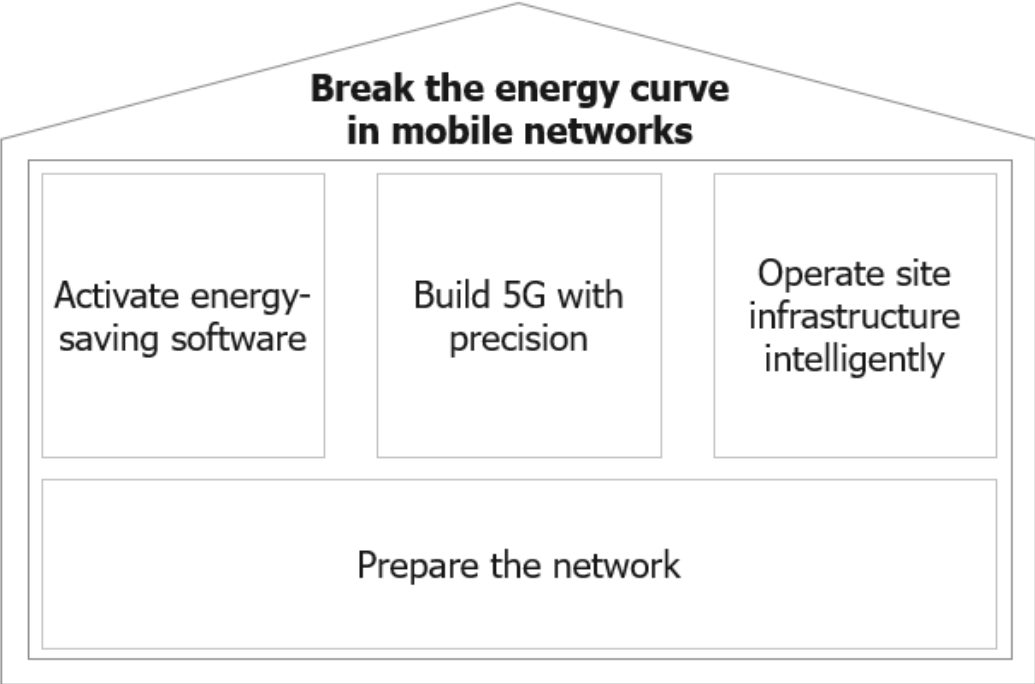 Break the energy curve
in mobile networks
Activate energy-
saving software
Build 5G with
precision
Operate site
infrastructure
intelligently
Prepare the network